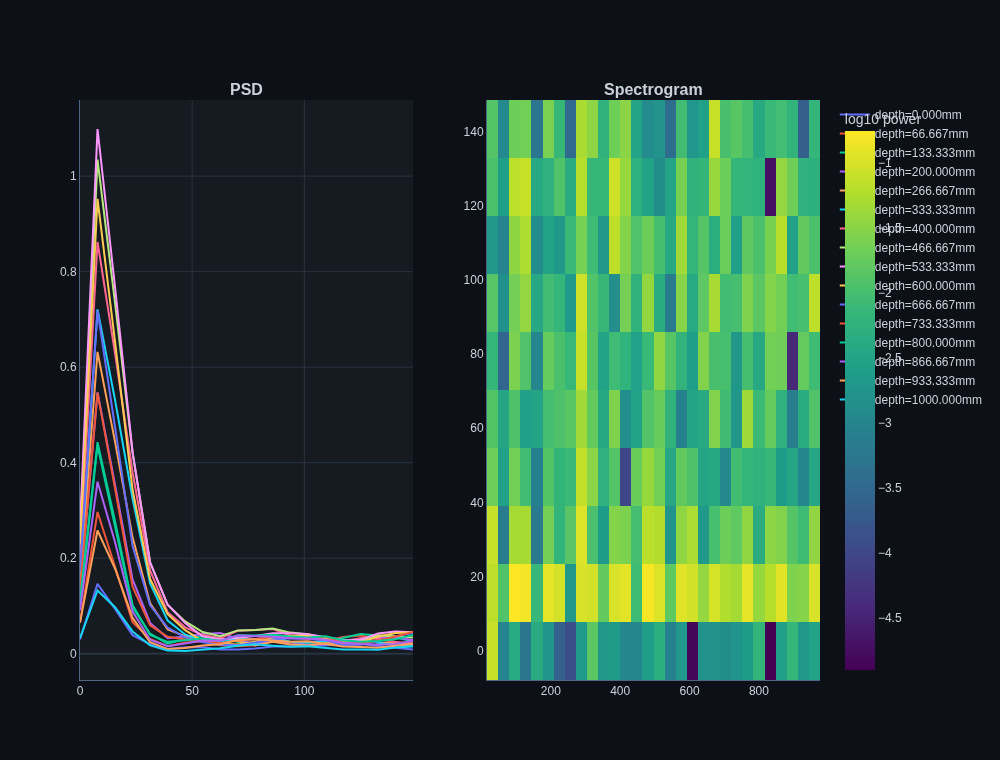 PSD
Spectrogram
1
0.8
0.6
0.4
0.2
0
0
50
100
140
120
100
80
60
40
20
0
200
400
600
800
log10 power
−1
−1.5
−2
−2.5
−3
−3.5
−4
−4.5
depth=0.000mm
depth=66.667mm
depth=133.333mm
depth=200.000mm
depth=266.667mm
depth=333.333mm
depth=400.000mm
depth=466.667mm
depth=533.333mm
depth=600.000mm
depth=666.667mm
depth=733.333mm
depth=800.000mm
depth=866.667mm
depth=933.333mm
depth=1000.000mm